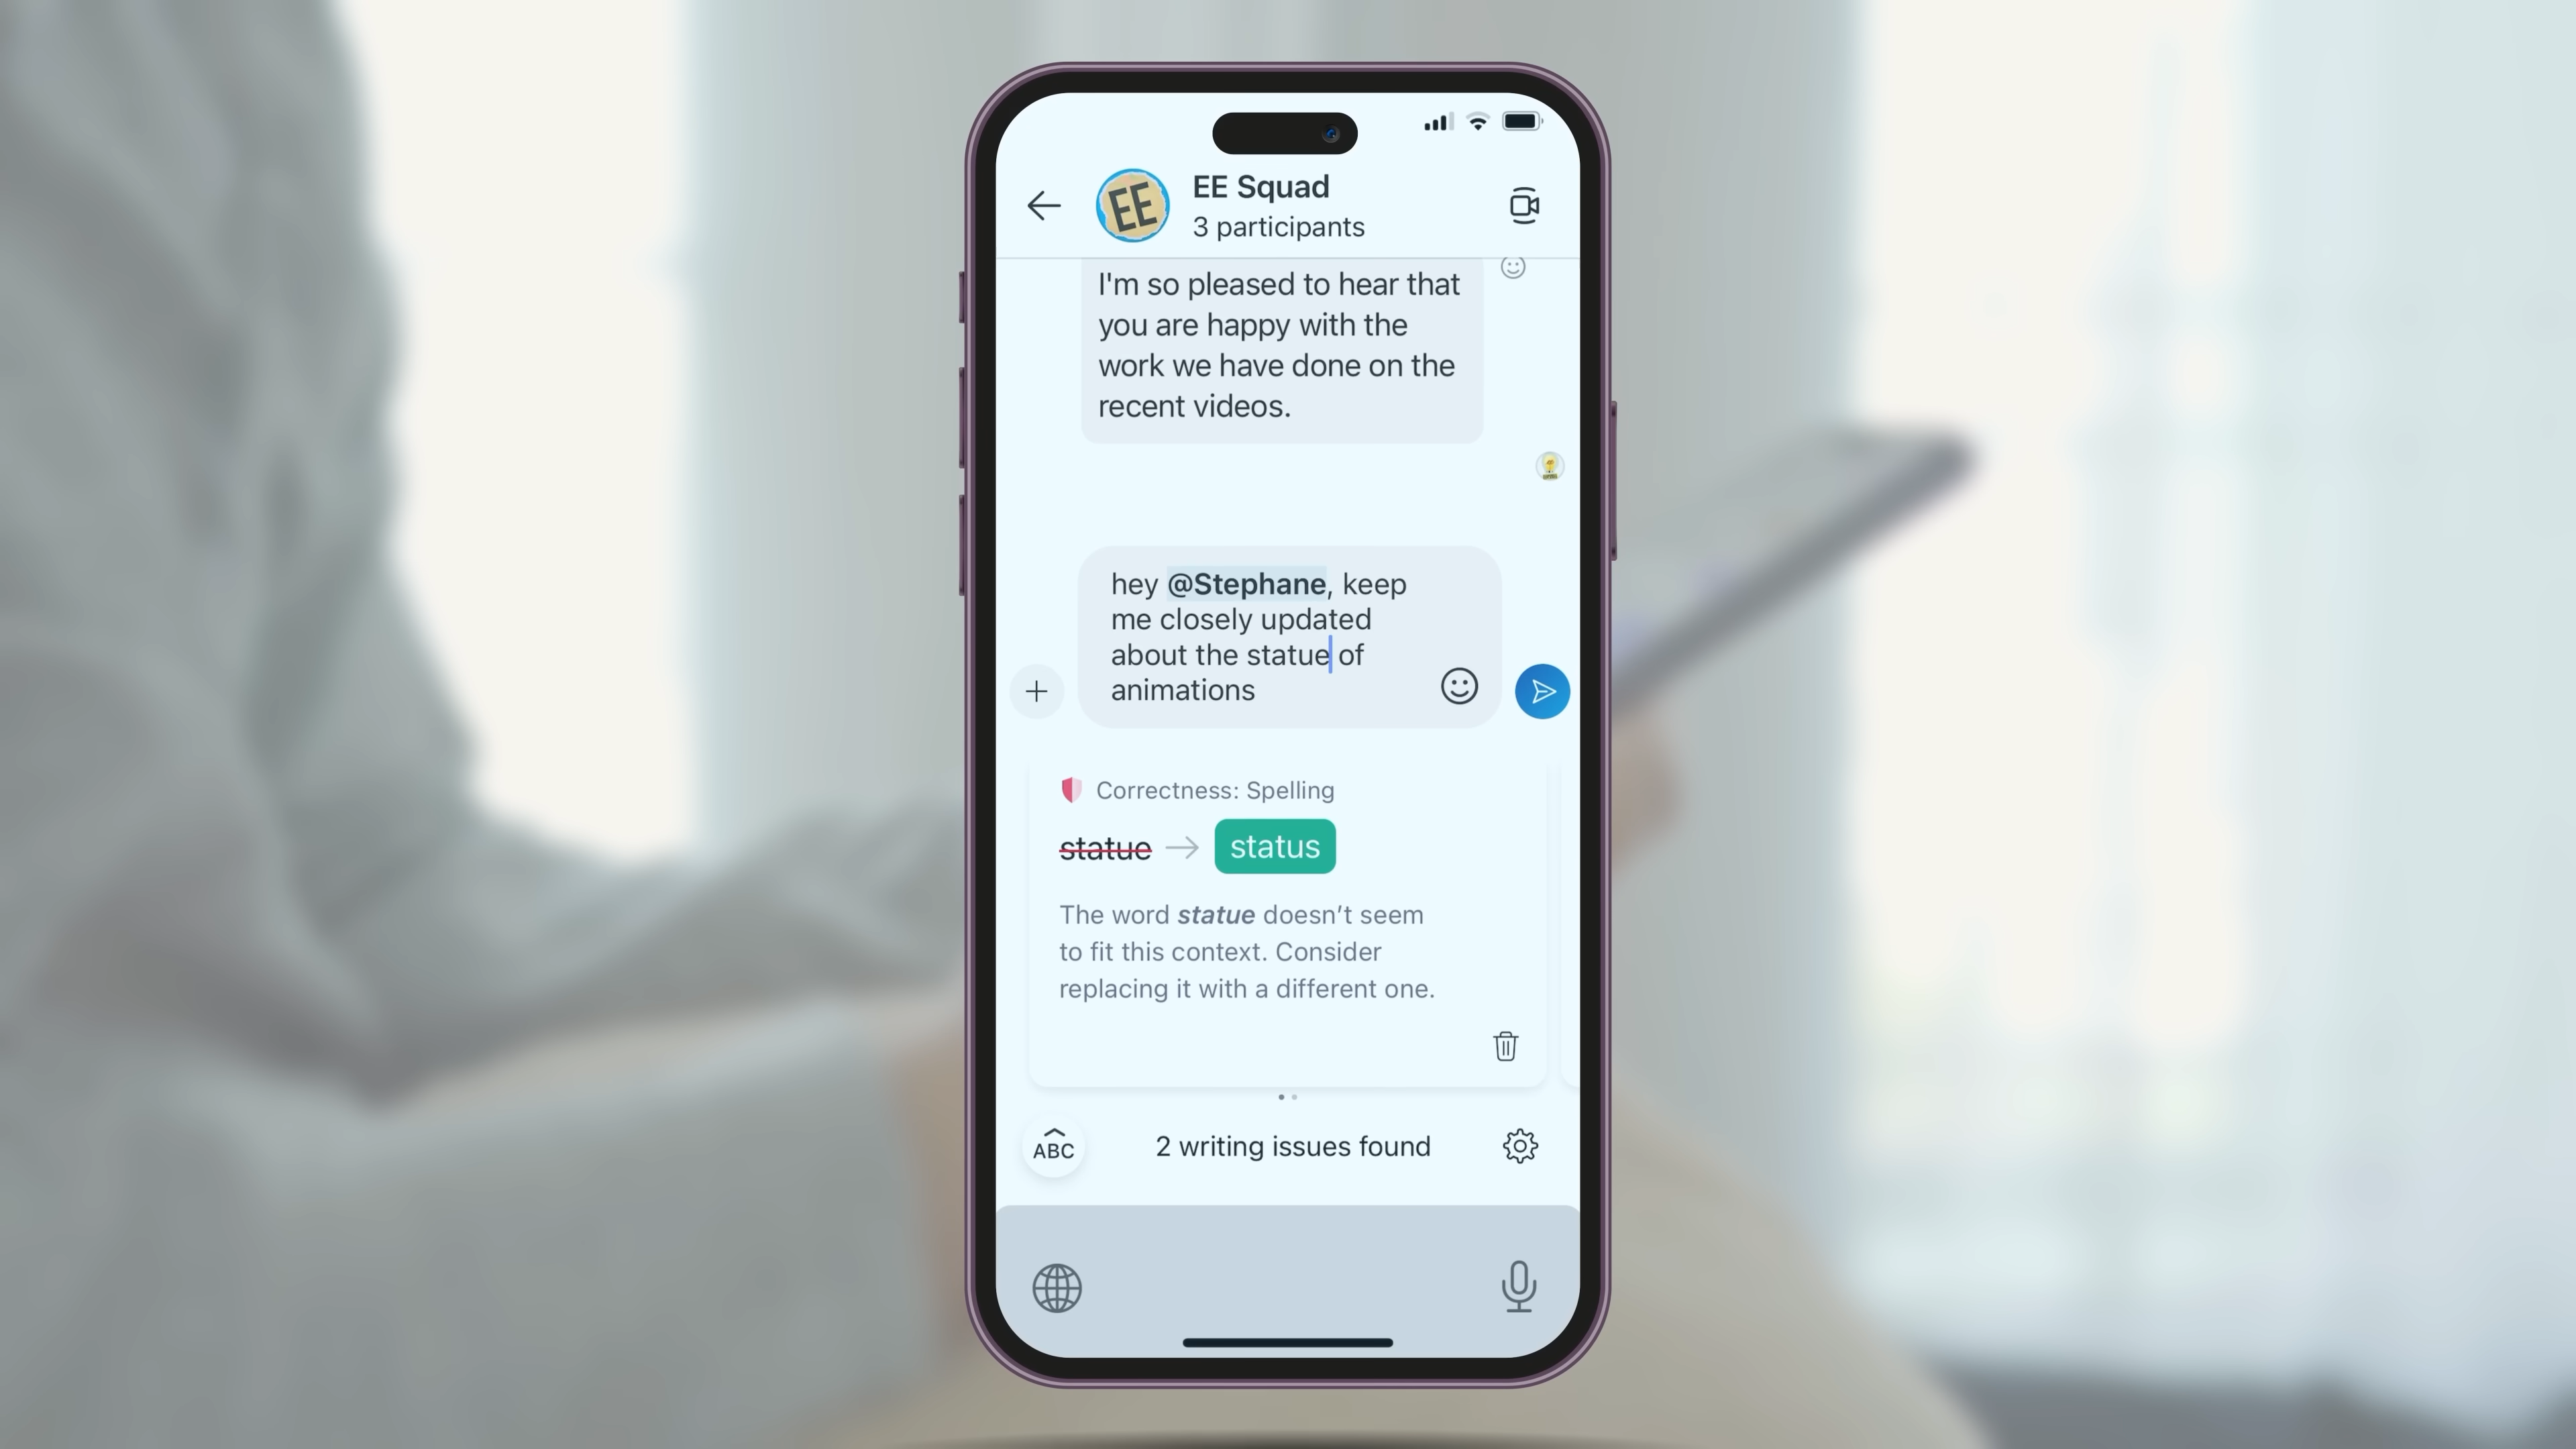 EE
EE Squad
3 participants
I'm so pleased to hear that
you are happy with the
work we have done on the
recent videos.
hey @Stephane, keep
me closely updated
about the statue of
animations
Correctness: Spelling
statue → status
The word statue doesn't seem
to fit this context. Consider
replacing it with a different one.
2 writing issues found
ABC